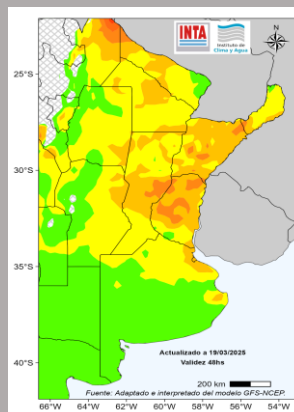 INTA
Instituto de
Clima y Agua
25°S
30°S
35°S
40°S
Actualizado a 19/03/2025
Validez 48hs
200 km
Fuente: Adaptado e interpretado del modelo GFS-NCEP.
66°W 64°W 62°W 60°W 58°W 56°W 54°W